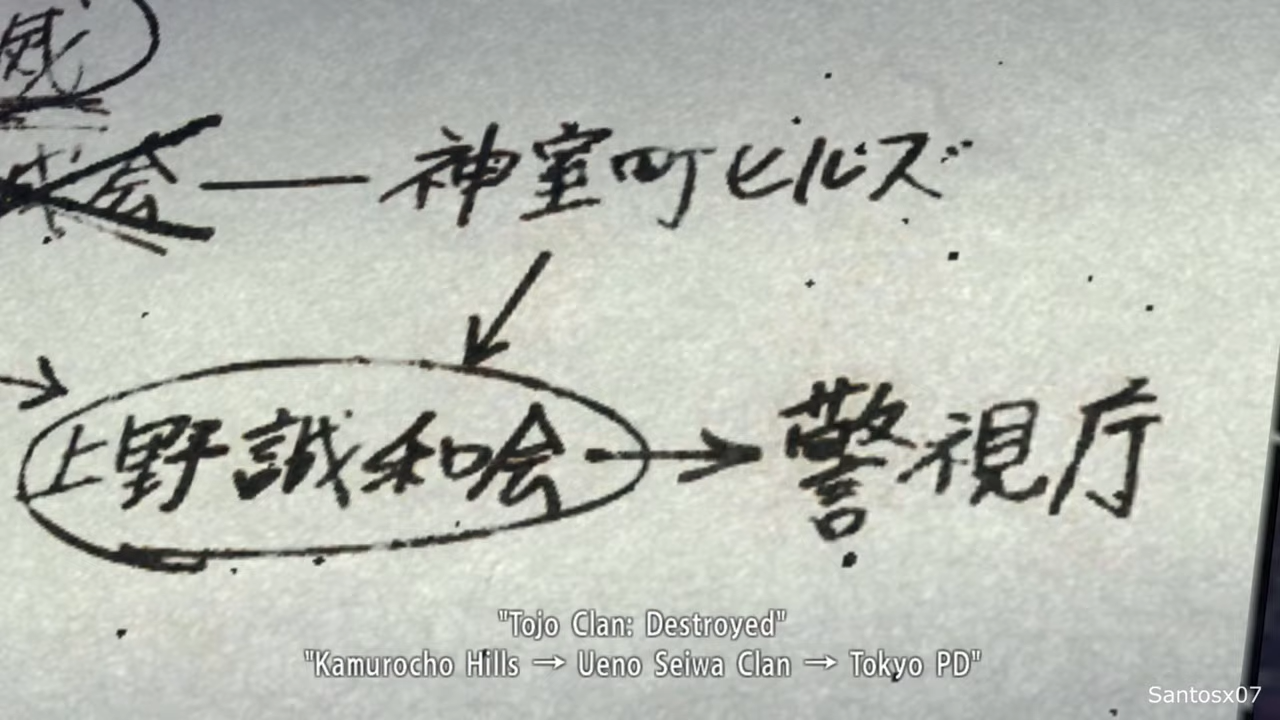 会 — 神室町ヒルズ
上野誠和会 → 警視庁
"Tojo Clan: Destroyed"
"Kamurocho Hills → Ueno Seiwa Clan → Tokyo PD"
Santosx07